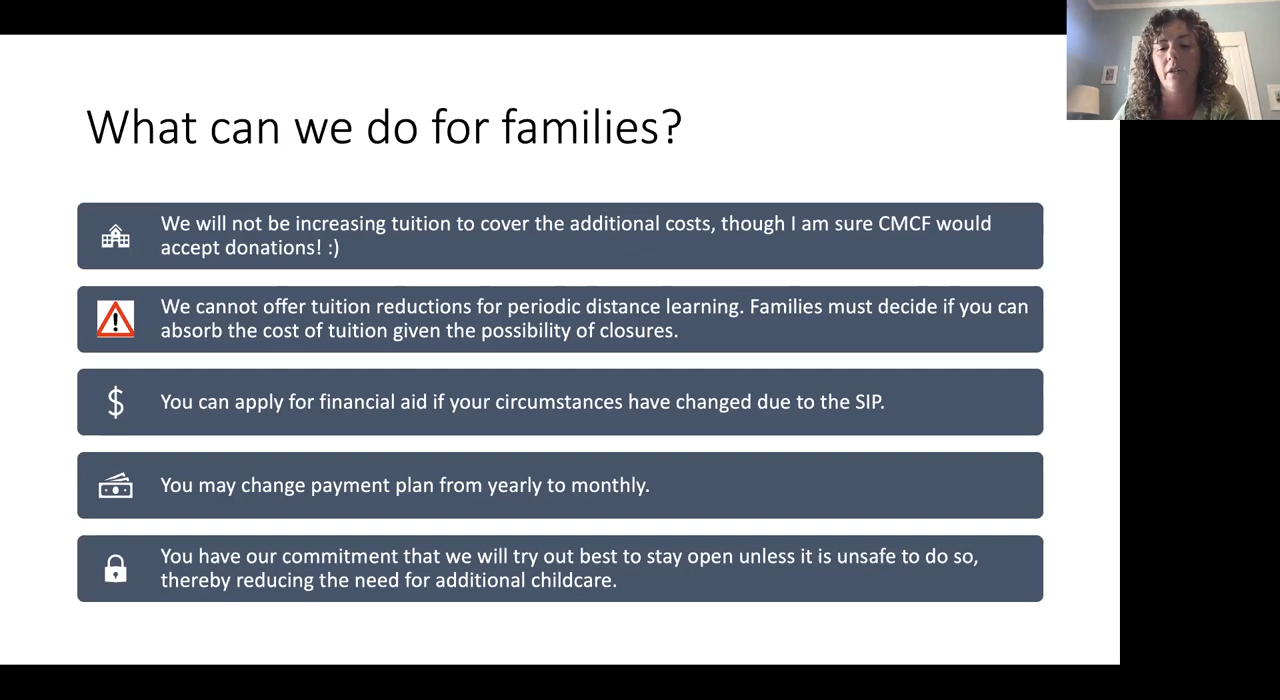 What can we do for families?
We will not be increasing tuition to cover the additional costs, though I am sure CMCF would
accept donations! :)
We cannot offer tuition reductions for periodic distance learning. Families must decide if you can
absorb the cost of tuition given the possibility of closures.
You can apply for financial aid if your circumstances have changed due to the SIP.
You may change payment plan from yearly to monthly.
You have our commitment that we will try out best to stay open unless it is unsafe to do so,
thereby reducing the need for additional childcare.